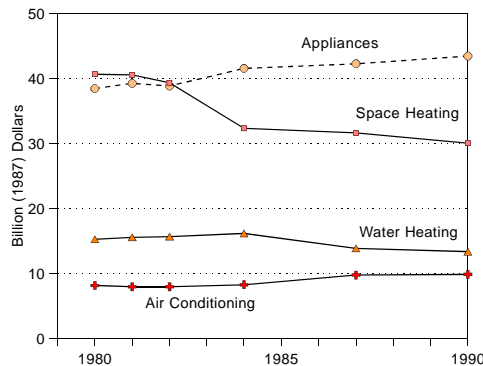 50
Appliances
40
Space Heating
30
Billion (1987) Dollars
20
Water Heating
10
Air Conditioning
0
1980
1985
1990